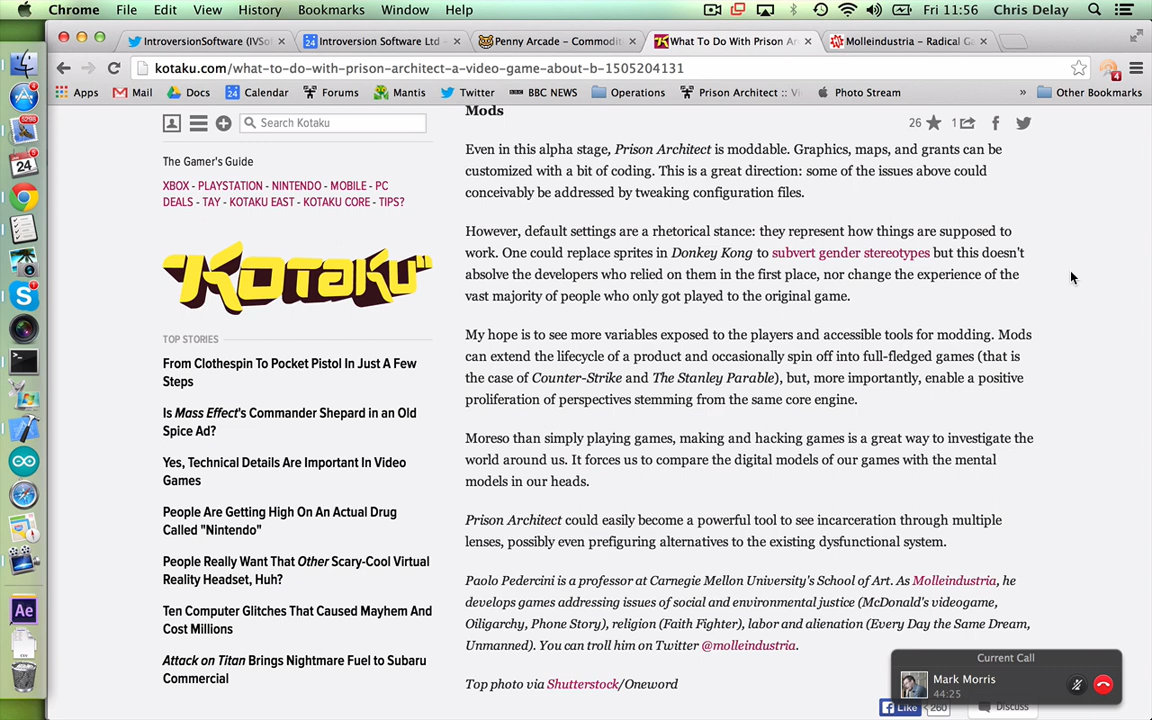 Chrome File Edit View History Bookmarks Window Help Fri 11:56 Chris Delay
IntroversionSoftware (IVSo × Introversion Software Ltd × Penny Arcade – Commodit × What To Do With Prison Ar × Molleindustria – Radical Ga ×
kotaku.com/what-to-do-with-prison-architect-a-video-game-about-b-1505204131
4
Apps Mail Docs Calendar Forums Mantis Twitter BBC NEWS Operations Prison Architect :: Vi Photo Stream » Other Bookmarks
Search Kotaku
The Gamer's Guide
XBOX - PLAYSTATION - NINTENDO - MOBILE - PC
DEALS - TAY - KOTAKU EAST - KOTAKU CORE - TIPS?
KOTAKU
TOP STORIES
From Clothespin To Pocket Pistol In Just A Few
Steps
Is Mass Effect's Commander Shepard in an Old
Spice Ad?
Yes, Technical Details Are Important In Video
Games
People Are Getting High On An Actual Drug
Called "Nintendo"
People Really Want That Other Scary-Cool Virtual
Reality Headset, Huh?
Ten Computer Glitches That Caused Mayhem And
Cost Millions
Attack on Titan Brings Nightmare Fuel to Subaru
Commercial
Mods
26 1
Even in this alpha stage, Prison Architect is moddable. Graphics, maps, and grants can be
customized with a bit of coding. This is a great direction: some of the issues above could
conceivably be addressed by tweaking configuration files.
However, default settings are a rhetorical stance: they represent how things are supposed to
work. One could replace sprites in Donkey Kong to subvert gender stereotypes but this doesn't
absolve the developers who relied on them in the first place, nor change the experience of the
vast majority of people who only got played to the original game.
My hope is to see more variables exposed to the players and accessible tools for modding. Mods
can extend the lifecycle of a product and occasionally spin off into full-fledged games (that is
the case of Counter-Strike and The Stanley Parable), but, more importantly, enable a positive
proliferation of perspectives stemming from the same core engine.
Moreso than simply playing games, making and hacking games is a great way to investigate the
world around us. It forces us to compare the digital models of our games with the mental
models in our heads.
Prison Architect could easily become a powerful tool to see incarceration through multiple
lenses, possibly even prefiguring alternatives to the existing dysfunctional system.
Paolo Pedercini is a professor at Carnegie Mellon University's School of Art. As Molleindustria, he
develops games addressing issues of social and environmental justice (McDonald's videogame,
Oiligarchy, Phone Story), religion (Faith Fighter), labor and alienation (Every Day the Same Dream,
Unmanned). You can troll him on Twitter @molleindustria.
Top photo via Shutterstock/Oneword
Like 260 Discuss
Current Call
Mark Morris
44:25
5298
24
Ae